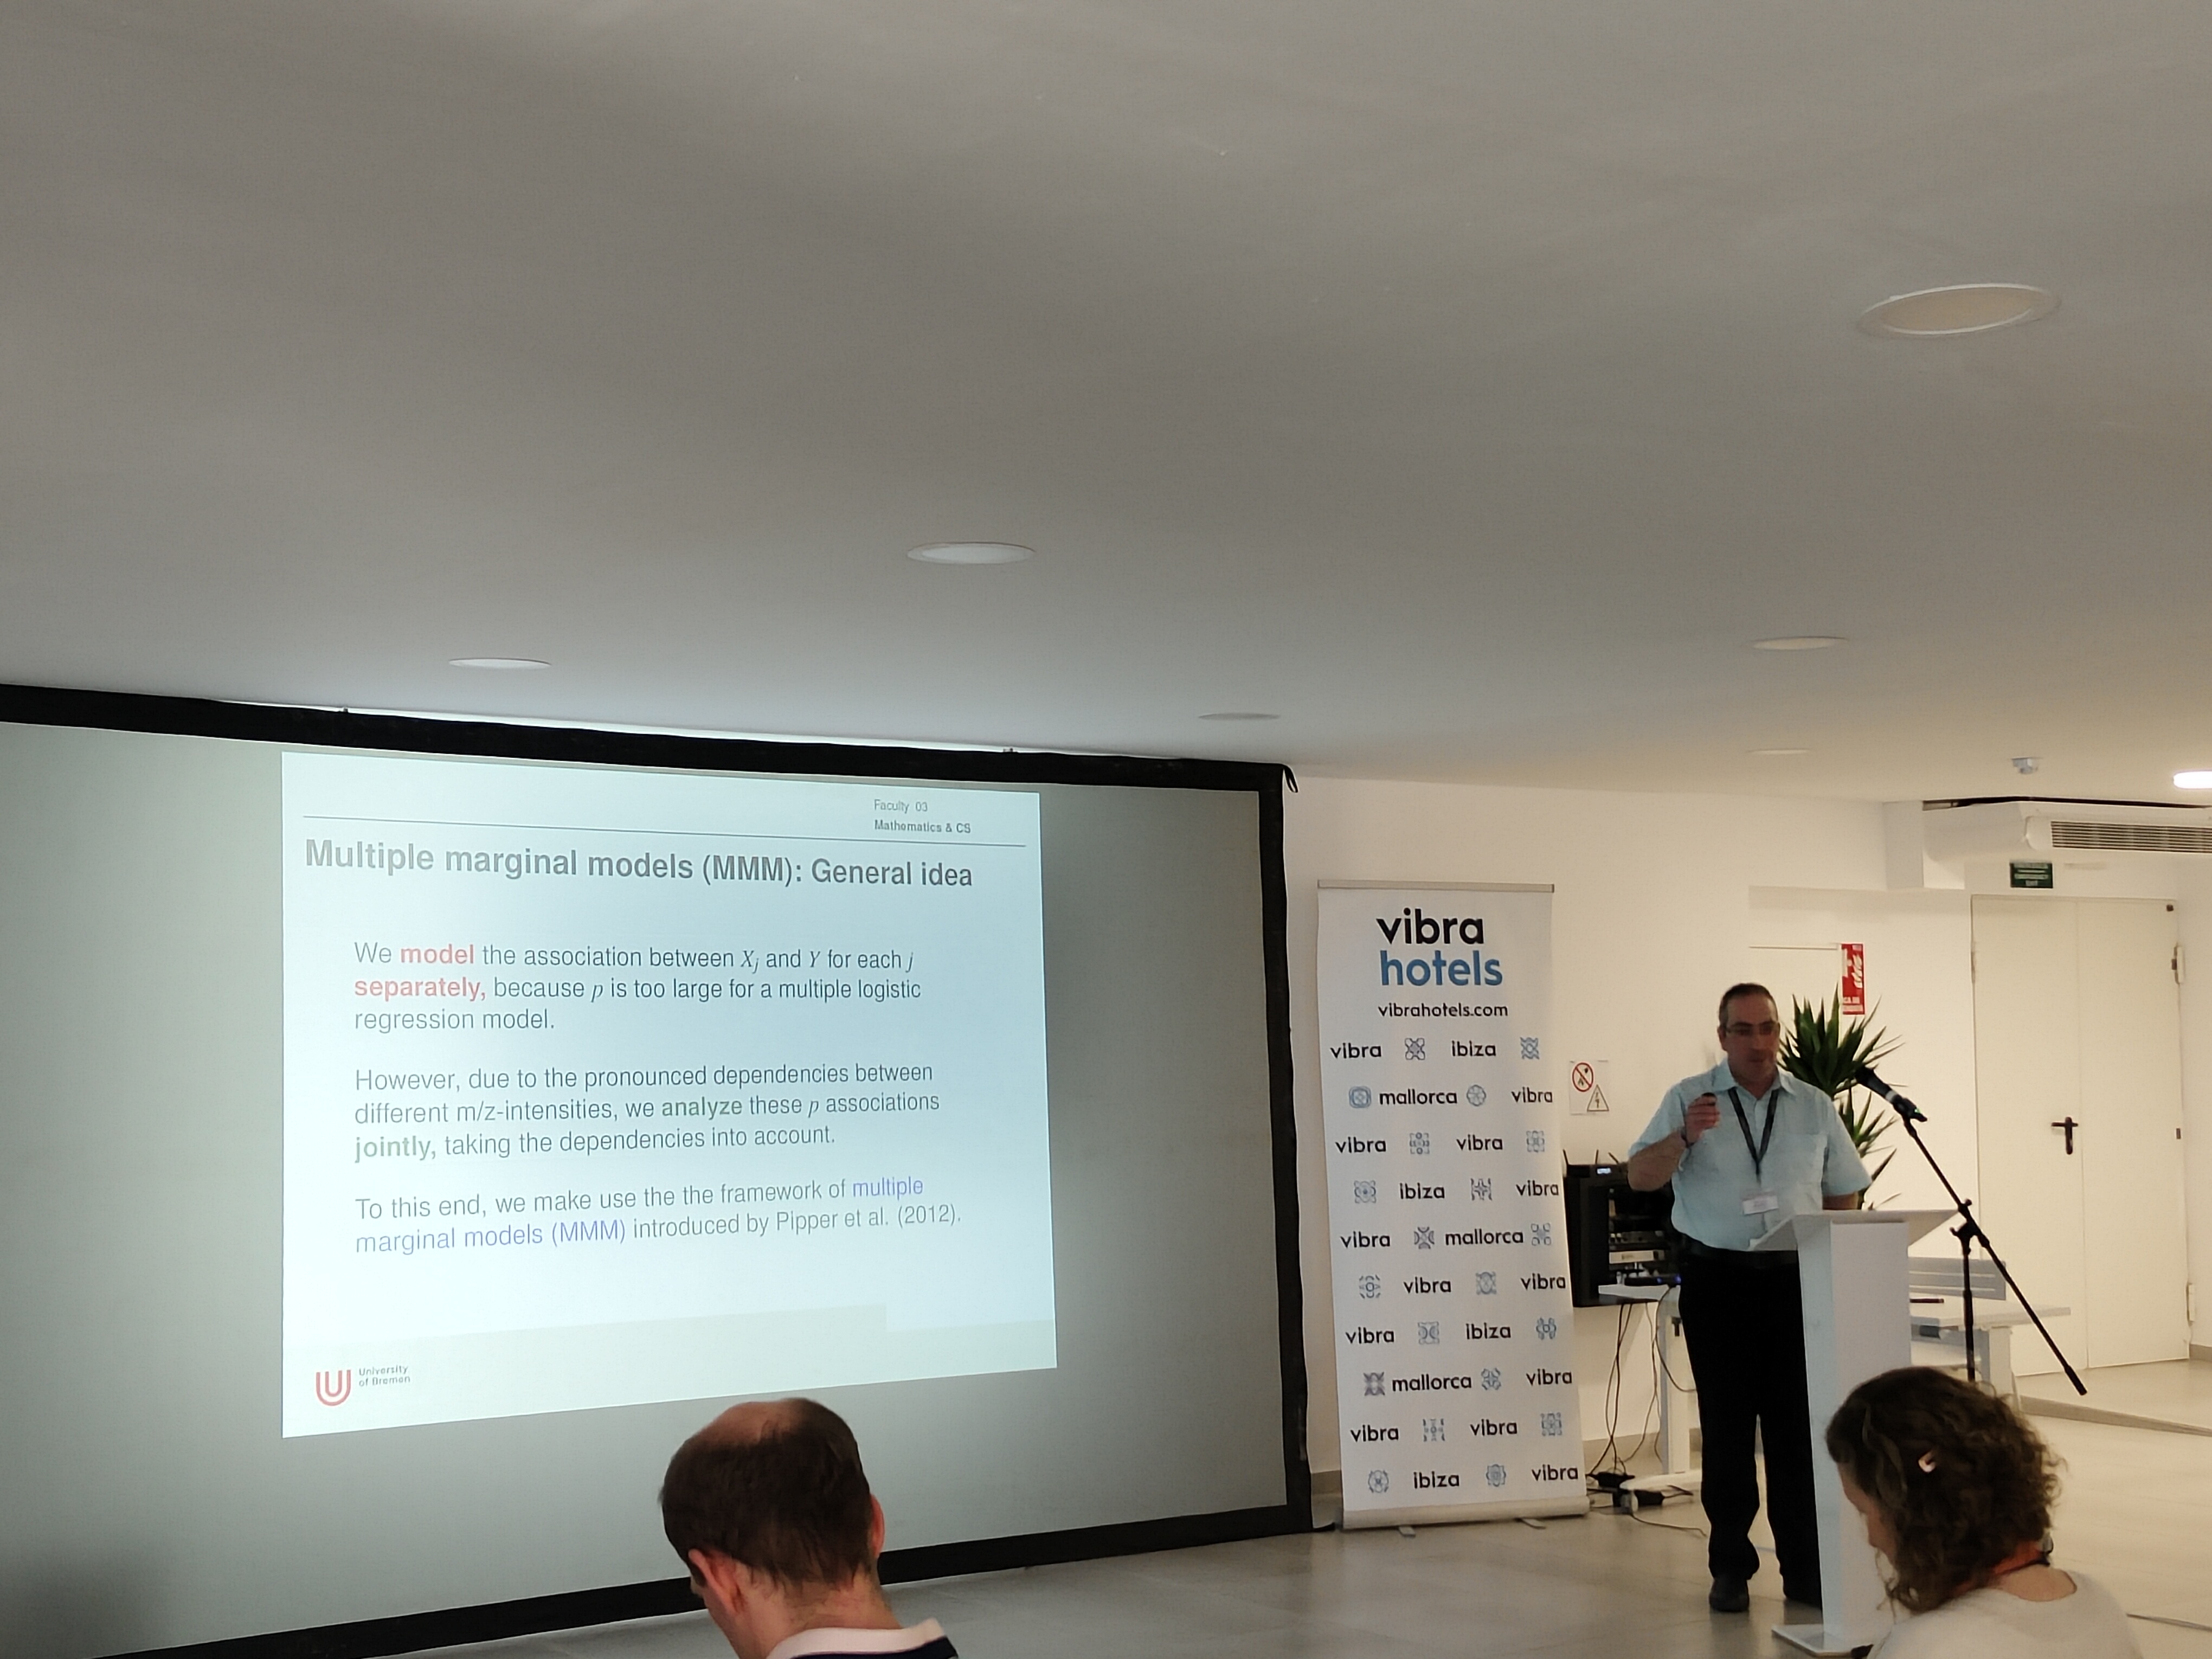 Faculty 03
Mathematics & CS
Multiple marginal models (MMM): General idea
We model the association between Xj and Y for each j
separately, because p is too large for a multiple logistic
regression model.
However, due to the pronounced dependencies between
different m/z-intensities, we analyze these p associations
jointly, taking the dependencies into account.
To this end, we make use the the framework of multiple
marginal models (MMM) introduced by Pipper et al. (2012).
University
of Bremen
vibra
hotels
vibrahotels.com
vibra ibiza
mallorca vibra
vibra vibra
ibiza vibra
vibra mallorca
vibra vibra
vibra ibiza
mallorca vibra
vibra vibra
ibiza vibra